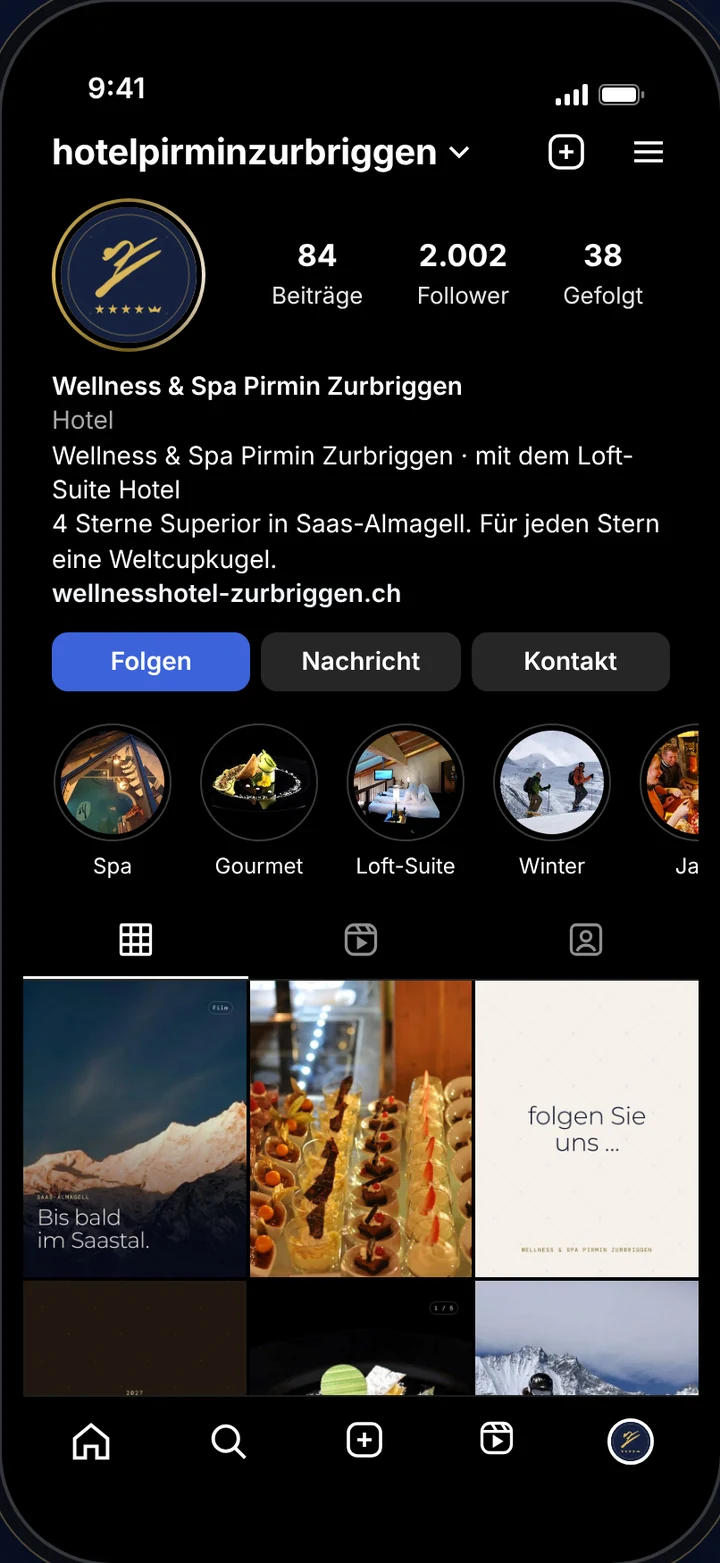 9:41
hotelpirminzurbriggen
84
2.002
38
Beiträge
Follower
Gefolgt
Wellness & Spa Pirmin Zurbriggen
Hotel
Wellness & Spa Pirmin Zurbriggen · mit dem Loft-
Suite Hotel
4 Sterne Superior in Saas-Almagell. Für jeden Stern
eine Weltcupkugel.
wellnesshotel-zurbriggen.ch
Folgen
Nachricht
Kontakt
Spa
Gourmet
Loft-Suite
Winter
Ja
Film
SAAS-ALMAGELL
Bis bald
im Saastal.
folgen Sie
uns ...
WELLNESS & SPA PIRMIN ZURBRIGGEN
2027
1 / 5